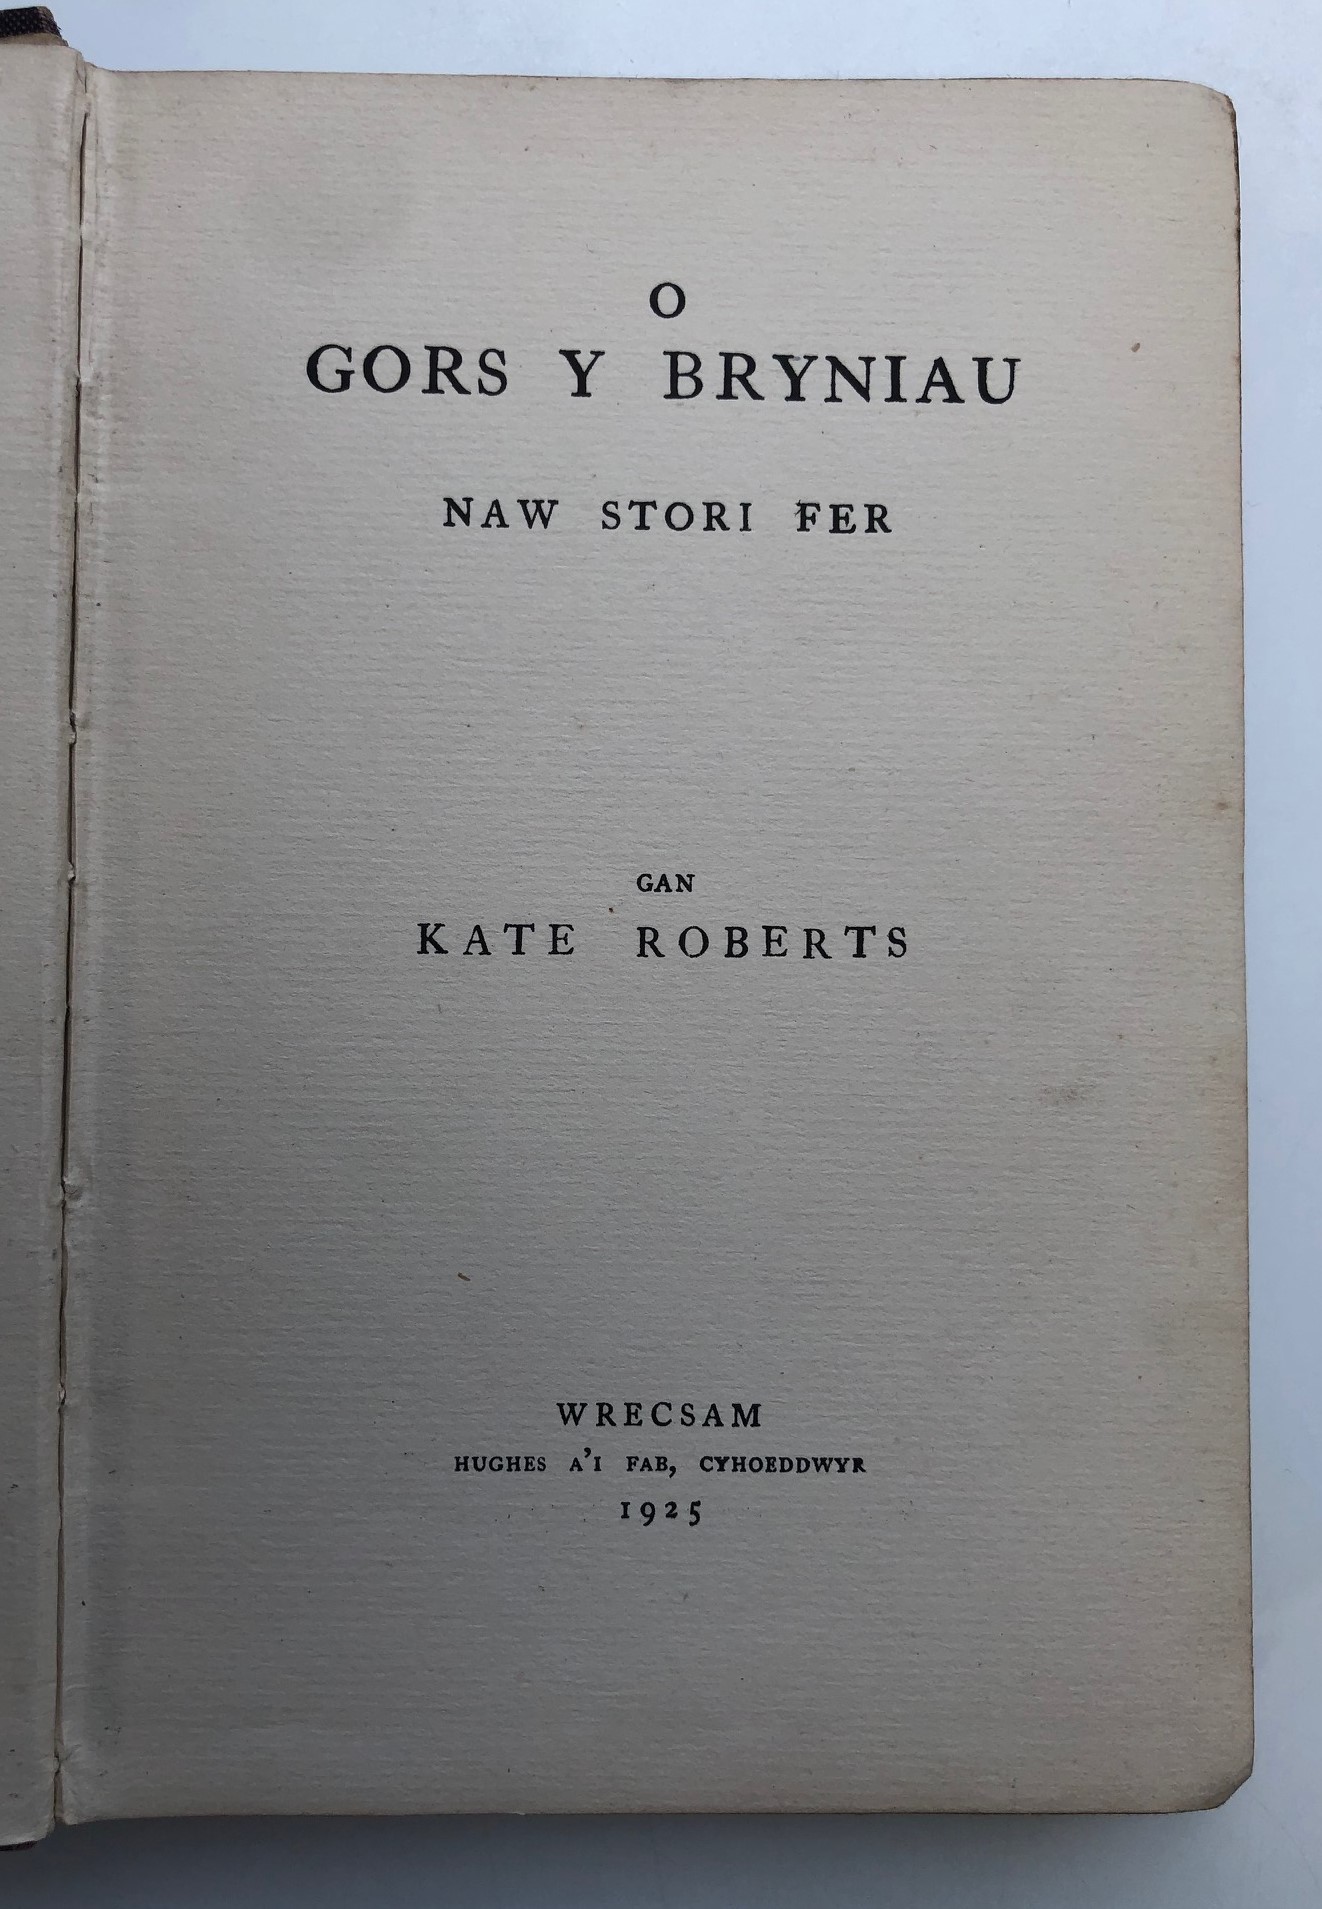 O
GORS Y BRYNIAU
NAW STORI FER
GAN
KATE ROBERTS
WRECSAM
HUGHES A'I FAB, CYHOEDDWYR
1925